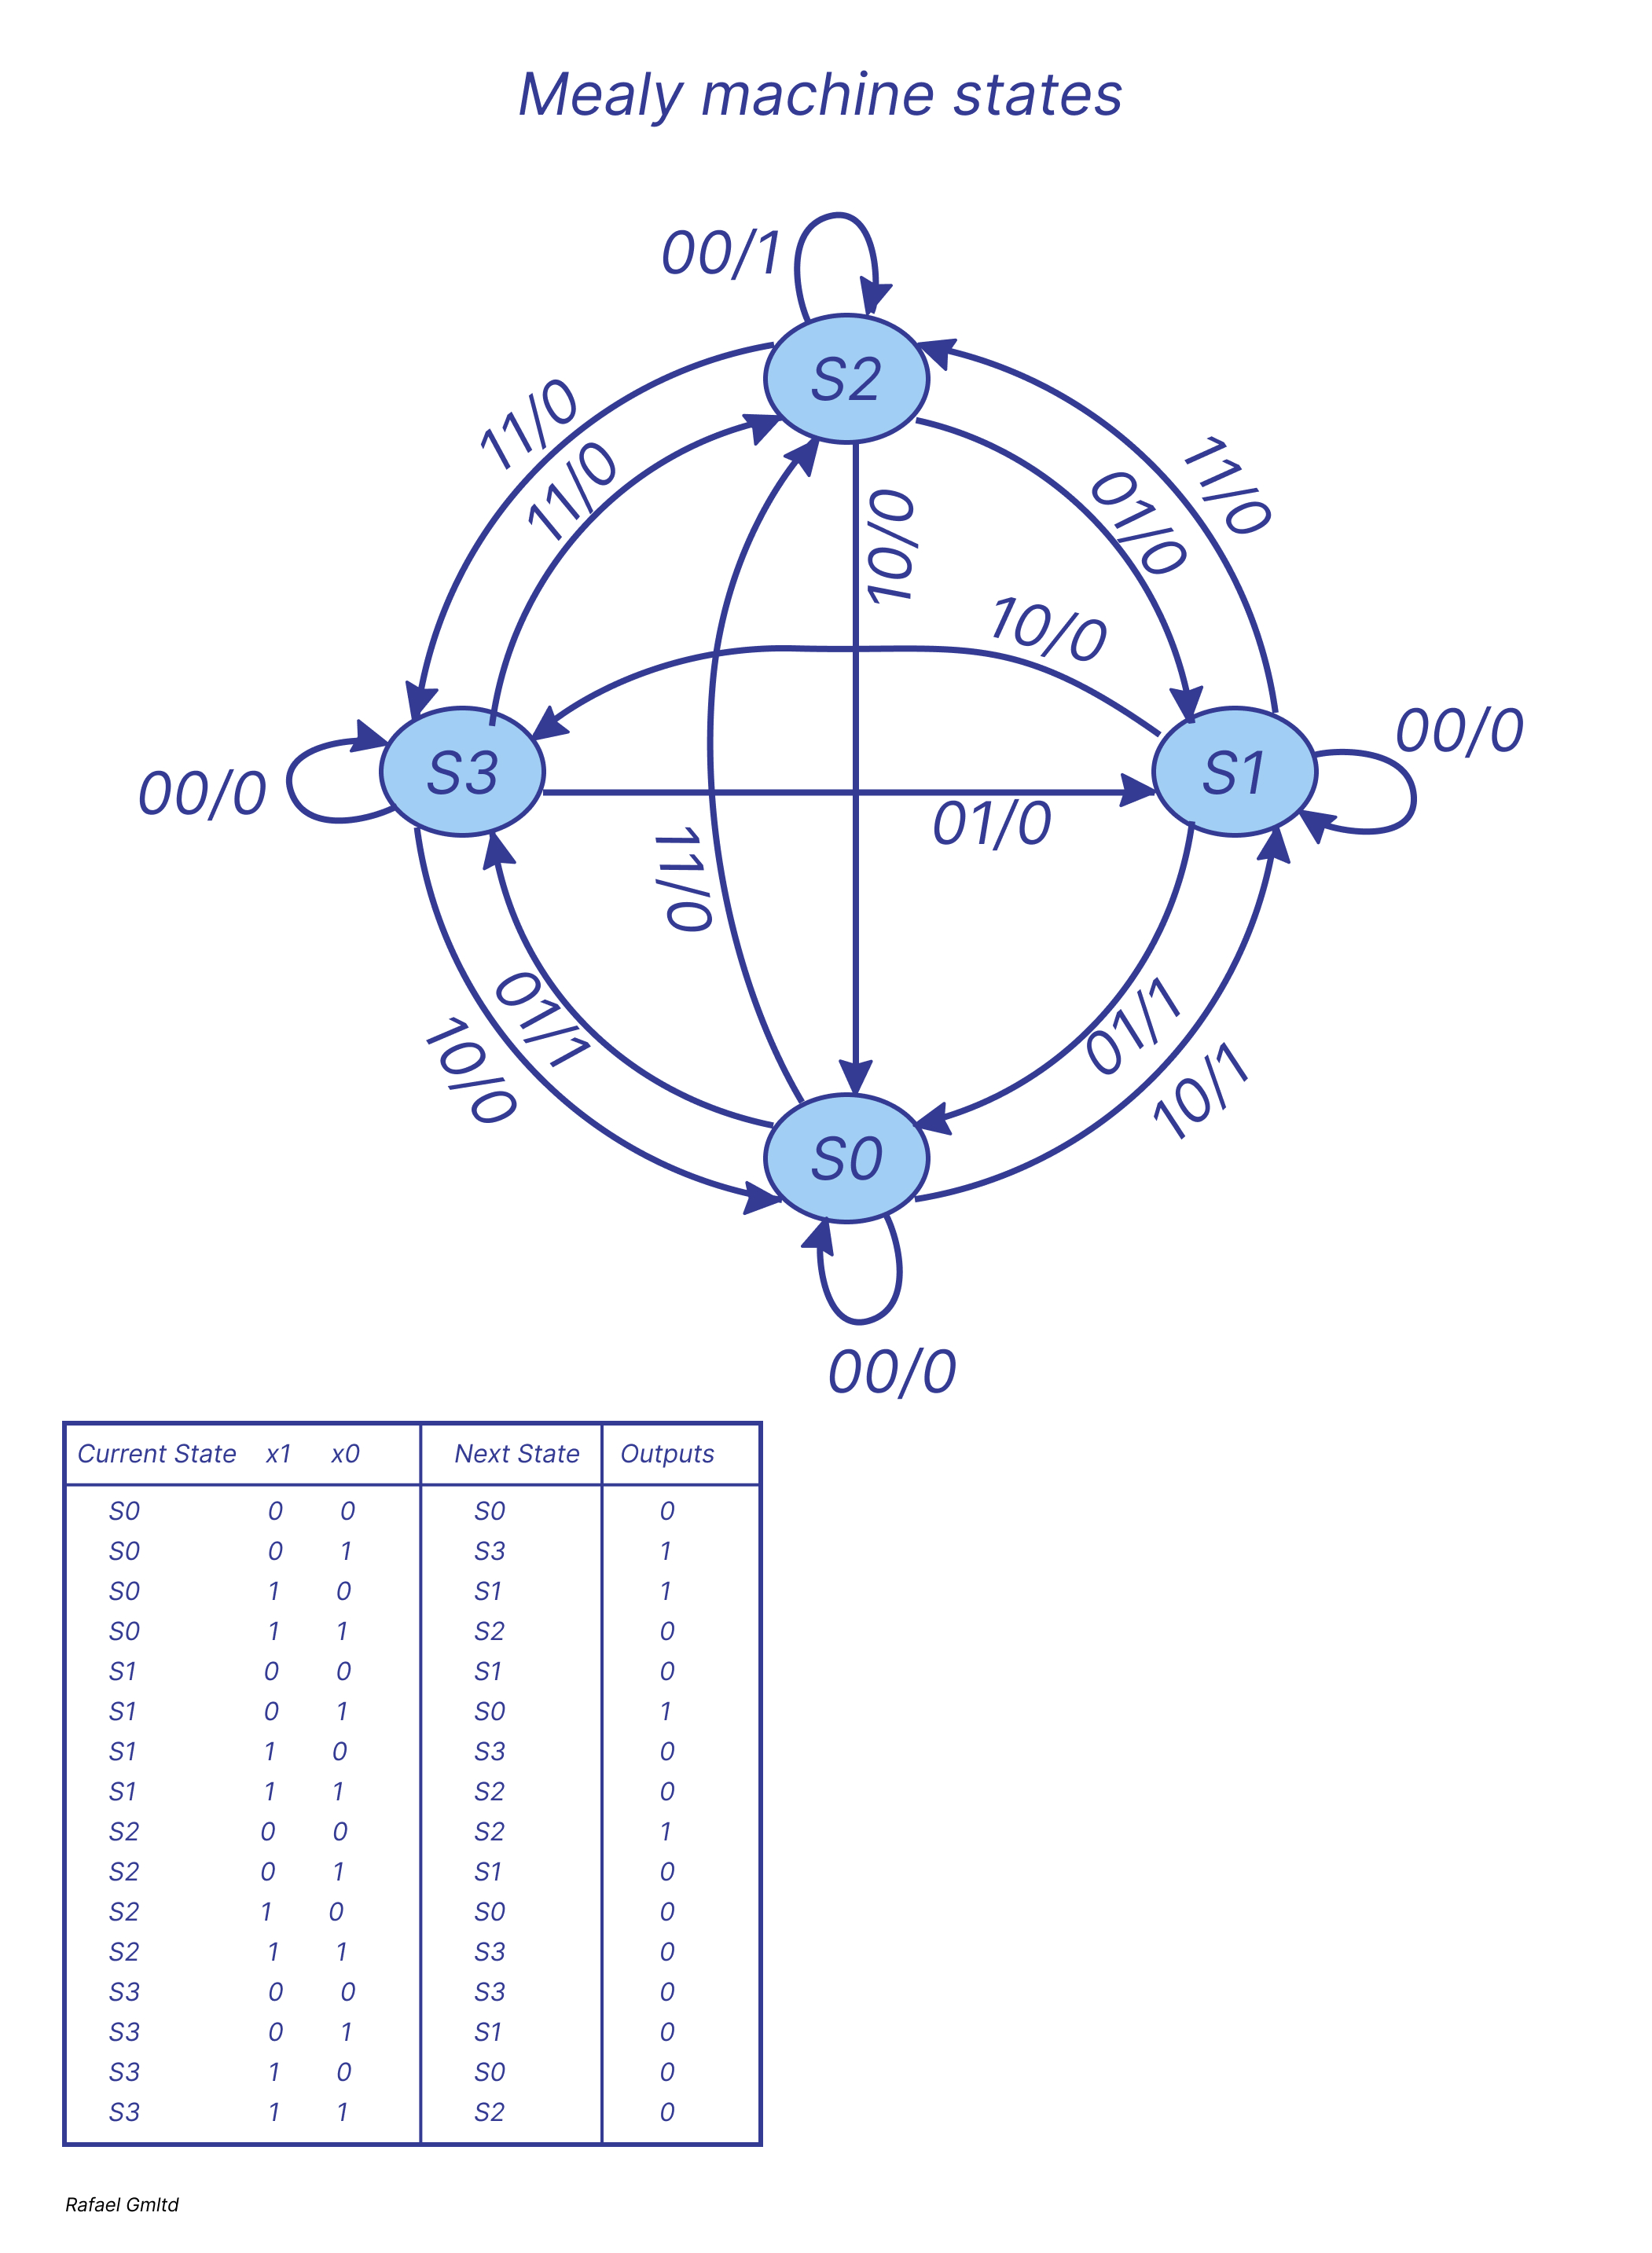 Mealy machine states
00/1
S2
11/0
11/0
10/0
01/0
11/0
10/0
S3
S1
00/0
00/0
01/0
11/0
01/1
10/0
01/1
10/1
S0
00/0
Current State x1 x0 Next State Outputs
S0 0 0 S0 0
S0 0 1 S3 1
S0 1 0 S1 1
S0 1 1 S2 0
S1 0 0 S1 0
S1 0 1 S0 1
S1 1 0 S3 0
S1 1 1 S2 0
S2 0 0 S2 1
S2 0 1 S1 0
S2 1 0 S0 0
S2 1 1 S3 0
S3 0 0 S3 0
S3 0 1 S1 0
S3 1 0 S0 0
S3 1 1 S2 0
Rafael Gmltd